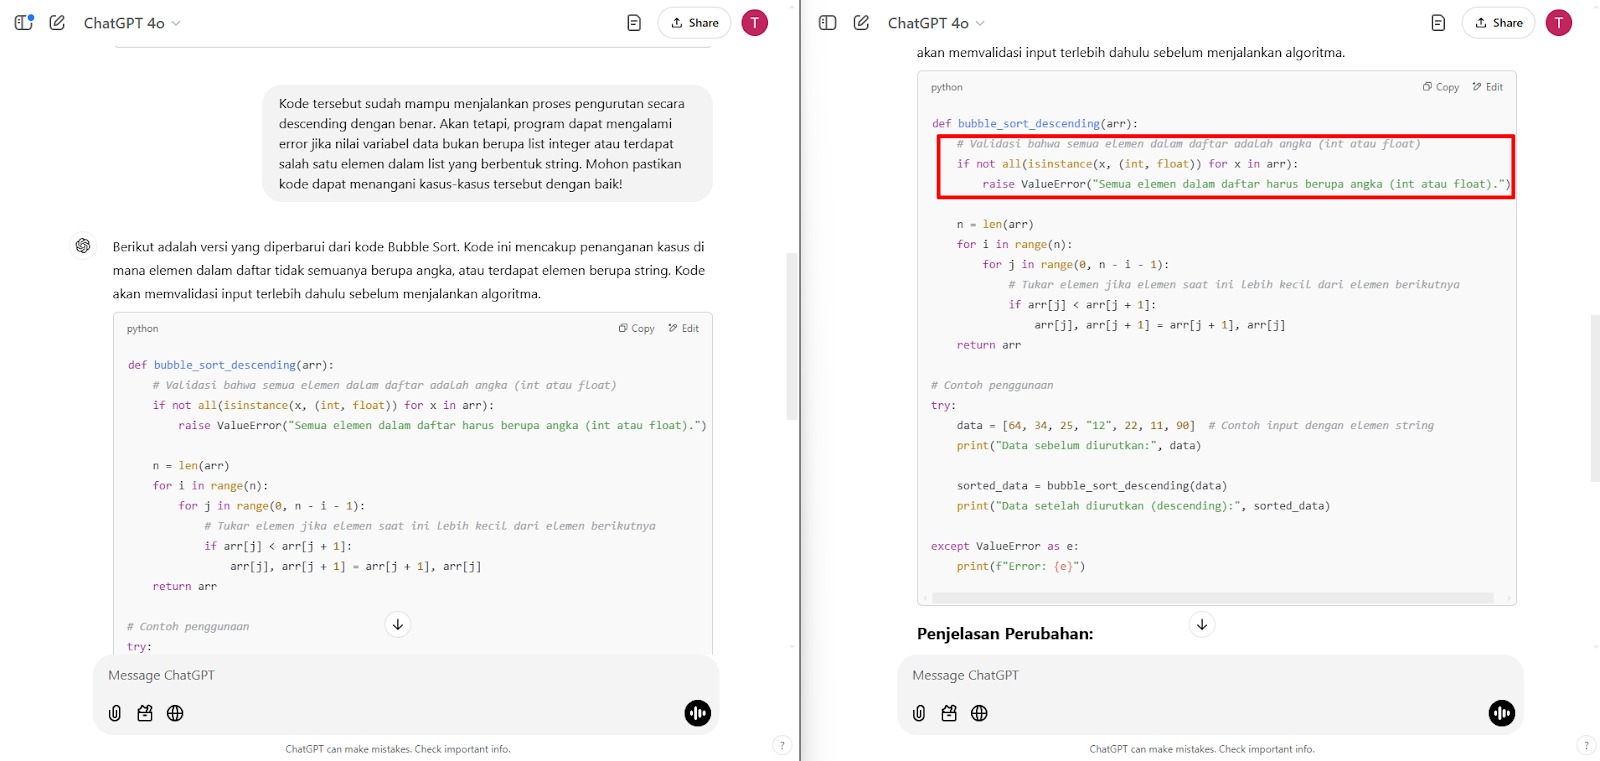 ChatGPT 4o
Share
T
Kode tersebut sudah mampu menjalankan proses pengurutan secara
descending dengan benar. Akan tetapi, program dapat mengalami
error jika nilai variabel data bukan berupa list integer atau terdapat
salah satu elemen dalam list yang berbentuk string. Mohon pastikan
kode dapat menangani kasus-kasus tersebut dengan baik!
Berikut adalah versi yang diperbarui dari kode Bubble Sort. Kode ini mencakup penanganan kasus di
mana elemen dalam daftar tidak semuanya berupa angka, atau terdapat elemen berupa string. Kode
akan memvalidasi input terlebih dahulu sebelum menjalankan algoritma.
python
Copy
Edit
def bubble_sort_descending(arr):
    # Validasi bahwa semua elemen dalam daftar adalah angka (int atau float)
    if not all(isinstance(x, (int, float)) for x in arr):
        raise ValueError("Semua elemen dalam daftar harus berupa angka (int atau float).")
    n = len(arr)
    for i in range(n):
        for j in range(0, n - i - 1):
            # Tukar elemen jika elemen saat ini lebih kecil dari elemen berikutnya
            if arr[j] < arr[j + 1]:
                arr[j], arr[j + 1] = arr[j + 1], arr[j]
    return arr
# Contoh penggunaan
try:
Message ChatGPT
ChatGPT can make mistakes. Check important info.
?
ChatGPT 4o
Share
T
akan memvalidasi input terlebih dahulu sebelum menjalankan algoritma.
python
Copy
Edit
def bubble_sort_descending(arr):
    # Validasi bahwa semua elemen dalam daftar adalah angka (int atau float)
    if not all(isinstance(x, (int, float)) for x in arr):
        raise ValueError("Semua elemen dalam daftar harus berupa angka (int atau float).")
    n = len(arr)
    for i in range(n):
        for j in range(0, n - i - 1):
            # Tukar elemen jika elemen saat ini lebih kecil dari elemen berikutnya
            if arr[j] < arr[j + 1]:
                arr[j], arr[j + 1] = arr[j + 1], arr[j]
    return arr
# Contoh penggunaan
try:
    data = [64, 34, 25, "12", 22, 11, 90]  # Contoh input dengan elemen string
    print("Data sebelum diurutkan:", data)
    sorted_data = bubble_sort_descending(data)
    print("Data setelah diurutkan (descending):", sorted_data)
except ValueError as e:
    print(f"Error: {e}")
Penjelasan Perubahan:
Message ChatGPT
ChatGPT can make mistakes. Check important info.
?